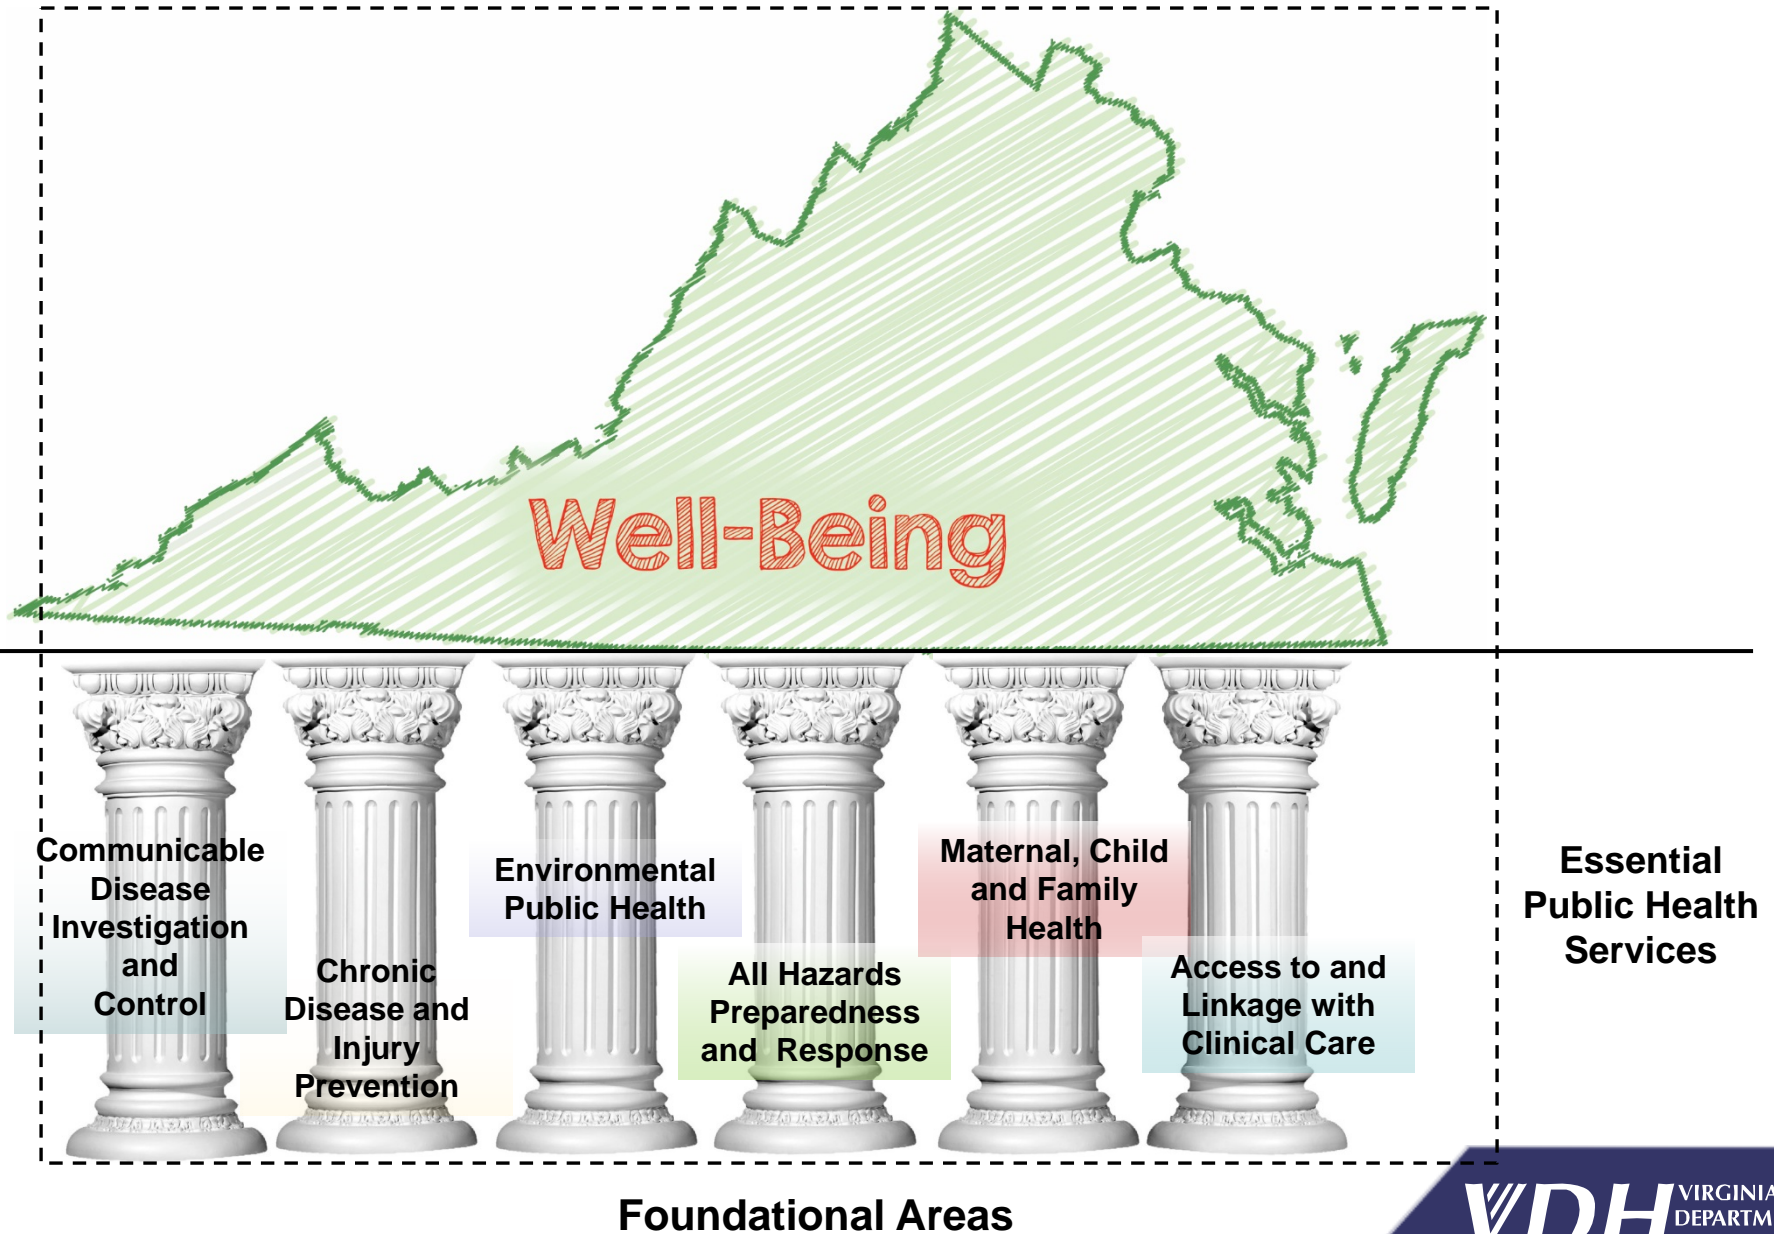 Well-Being
Communicable
Disease
Investigation
and
Control
Chronic
Disease and
Injury
Prevention
Environmental
Public Health
All Hazards
Preparedness
and  Response
Maternal, Child
and Family
Health
Access to and
Linkage with
Clinical Care
Essential
Public Health
Services
Foundational Areas
VDH
VIRGINIA